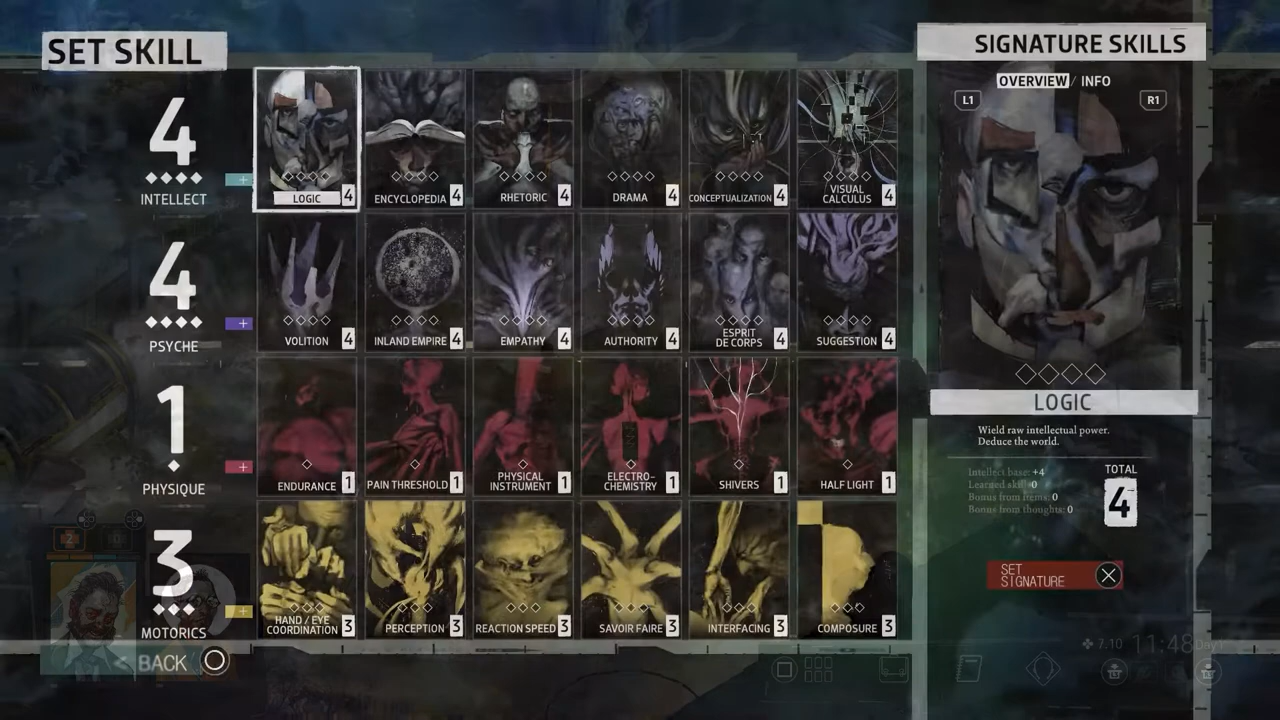 SET SKILL
SIGNATURE SKILLS
OVERVIEW / INFO
L1
R1
4
INTELLECT
+
LOGIC 4
ENCYCLOPEDIA 4
RHETORIC 4
DRAMA 4
CONCEPTUALIZATION 4
VISUAL
CALCULUS 4
4
PSYCHE
+
VOLITION 4
INLAND EMPIRE 4
EMPATHY 4
AUTHORITY 4
ESPRIT
DE CORPS 4
SUGGESTION 4
1
PHYSIQUE
+
ENDURANCE 1
PAIN THRESHOLD 1
PHYSICAL
INSTRUMENT 1
ELECTRO-
CHEMISTRY 1
SHIVERS 1
HALF LIGHT 1
3
MOTORICS
+
HAND / EYE
COORDINATION 3
PERCEPTION 3
REACTION SPEED 3
SAVOIR FAIRE 3
INTERFACING 3
COMPOSURE 3
LOGIC
Wield raw intellectual power.
Deduce the world.
Intellect base: +4
Learned skill: 0
Bonus from items: 0
Bonus from thoughts: 0
TOTAL
4
SET
SIGNATURE
< BACK
7.10 11:48